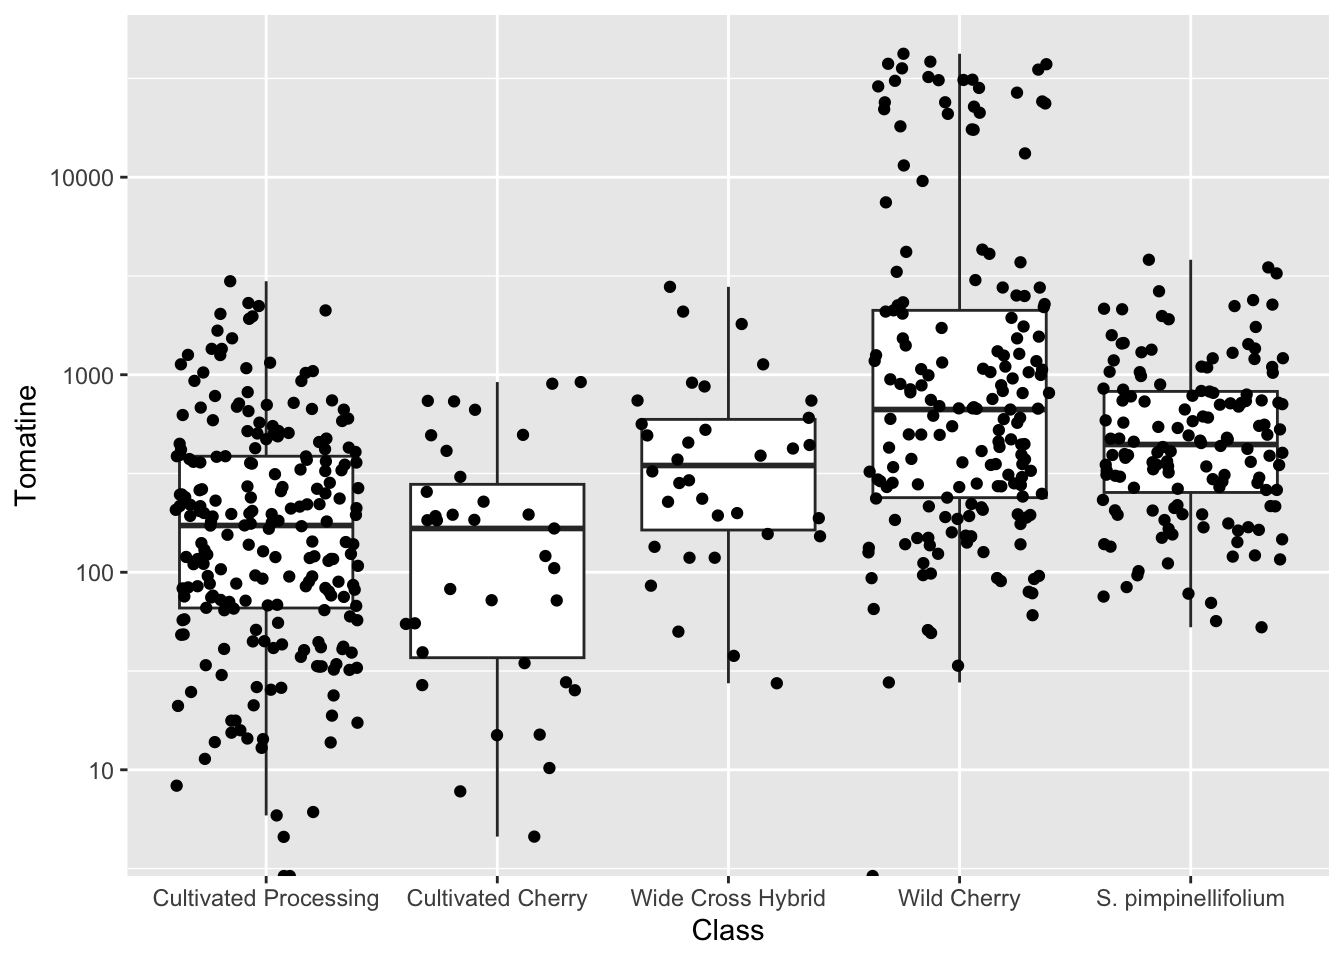 Tomatine
10000
1000
100
10
Cultivated Processing
Cultivated Cherry
Wide Cross Hybrid
Wild Cherry
S. pimpinellifolium
Class